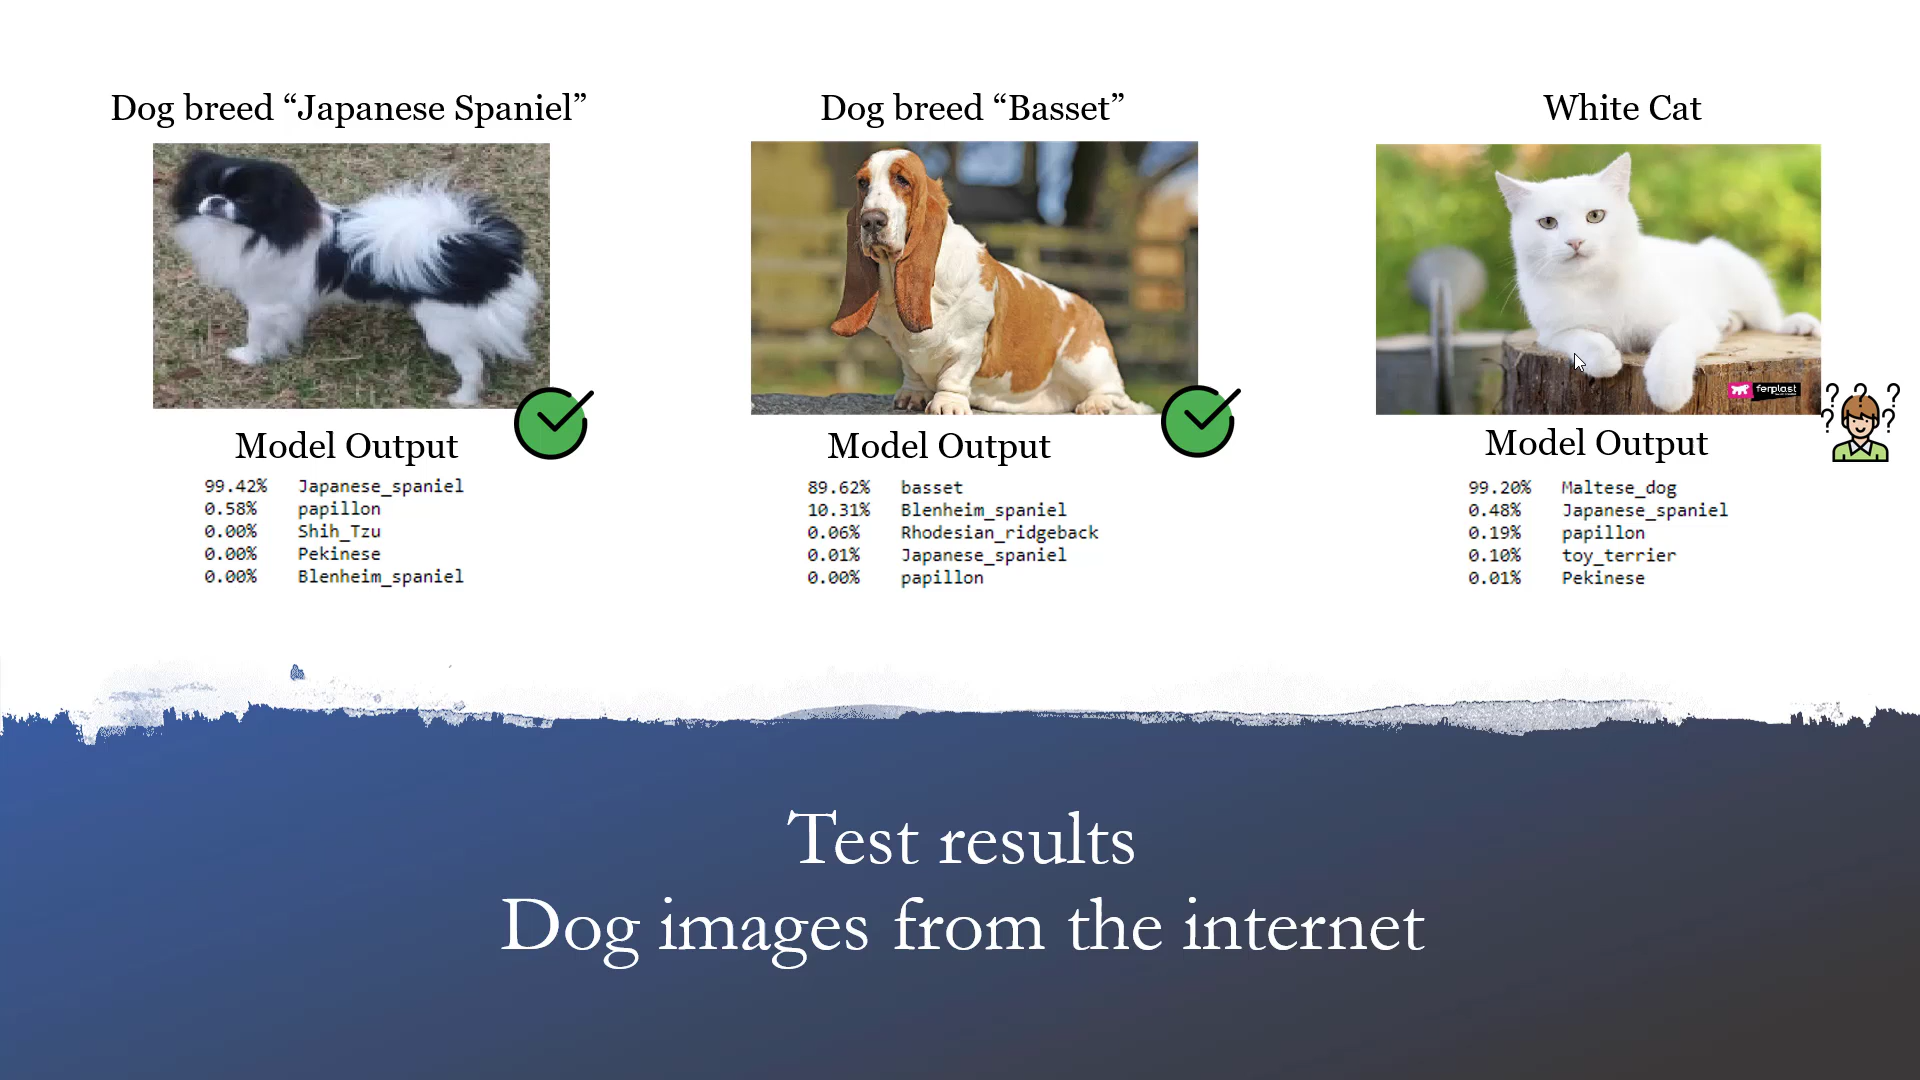 Dog breed “Japanese Spaniel”
Model Output
99.42% Japanese_spaniel
0.58% papillon
0.00% Shih_Tzu
0.00% Pekinese
0.00% Blenheim_spaniel
Dog breed “Basset”
Model Output
89.62% basset
10.31% Blenheim_spaniel
0.06% Rhodesian_ridgeback
0.01% Japanese_spaniel
0.00% papillon
White Cat
ferplast
? ? ?
? ?
Model Output
99.20% Maltese_dog
0.48% Japanese_spaniel
0.19% papillon
0.10% toy_terrier
0.01% Pekinese
Test results
Dog images from the internet